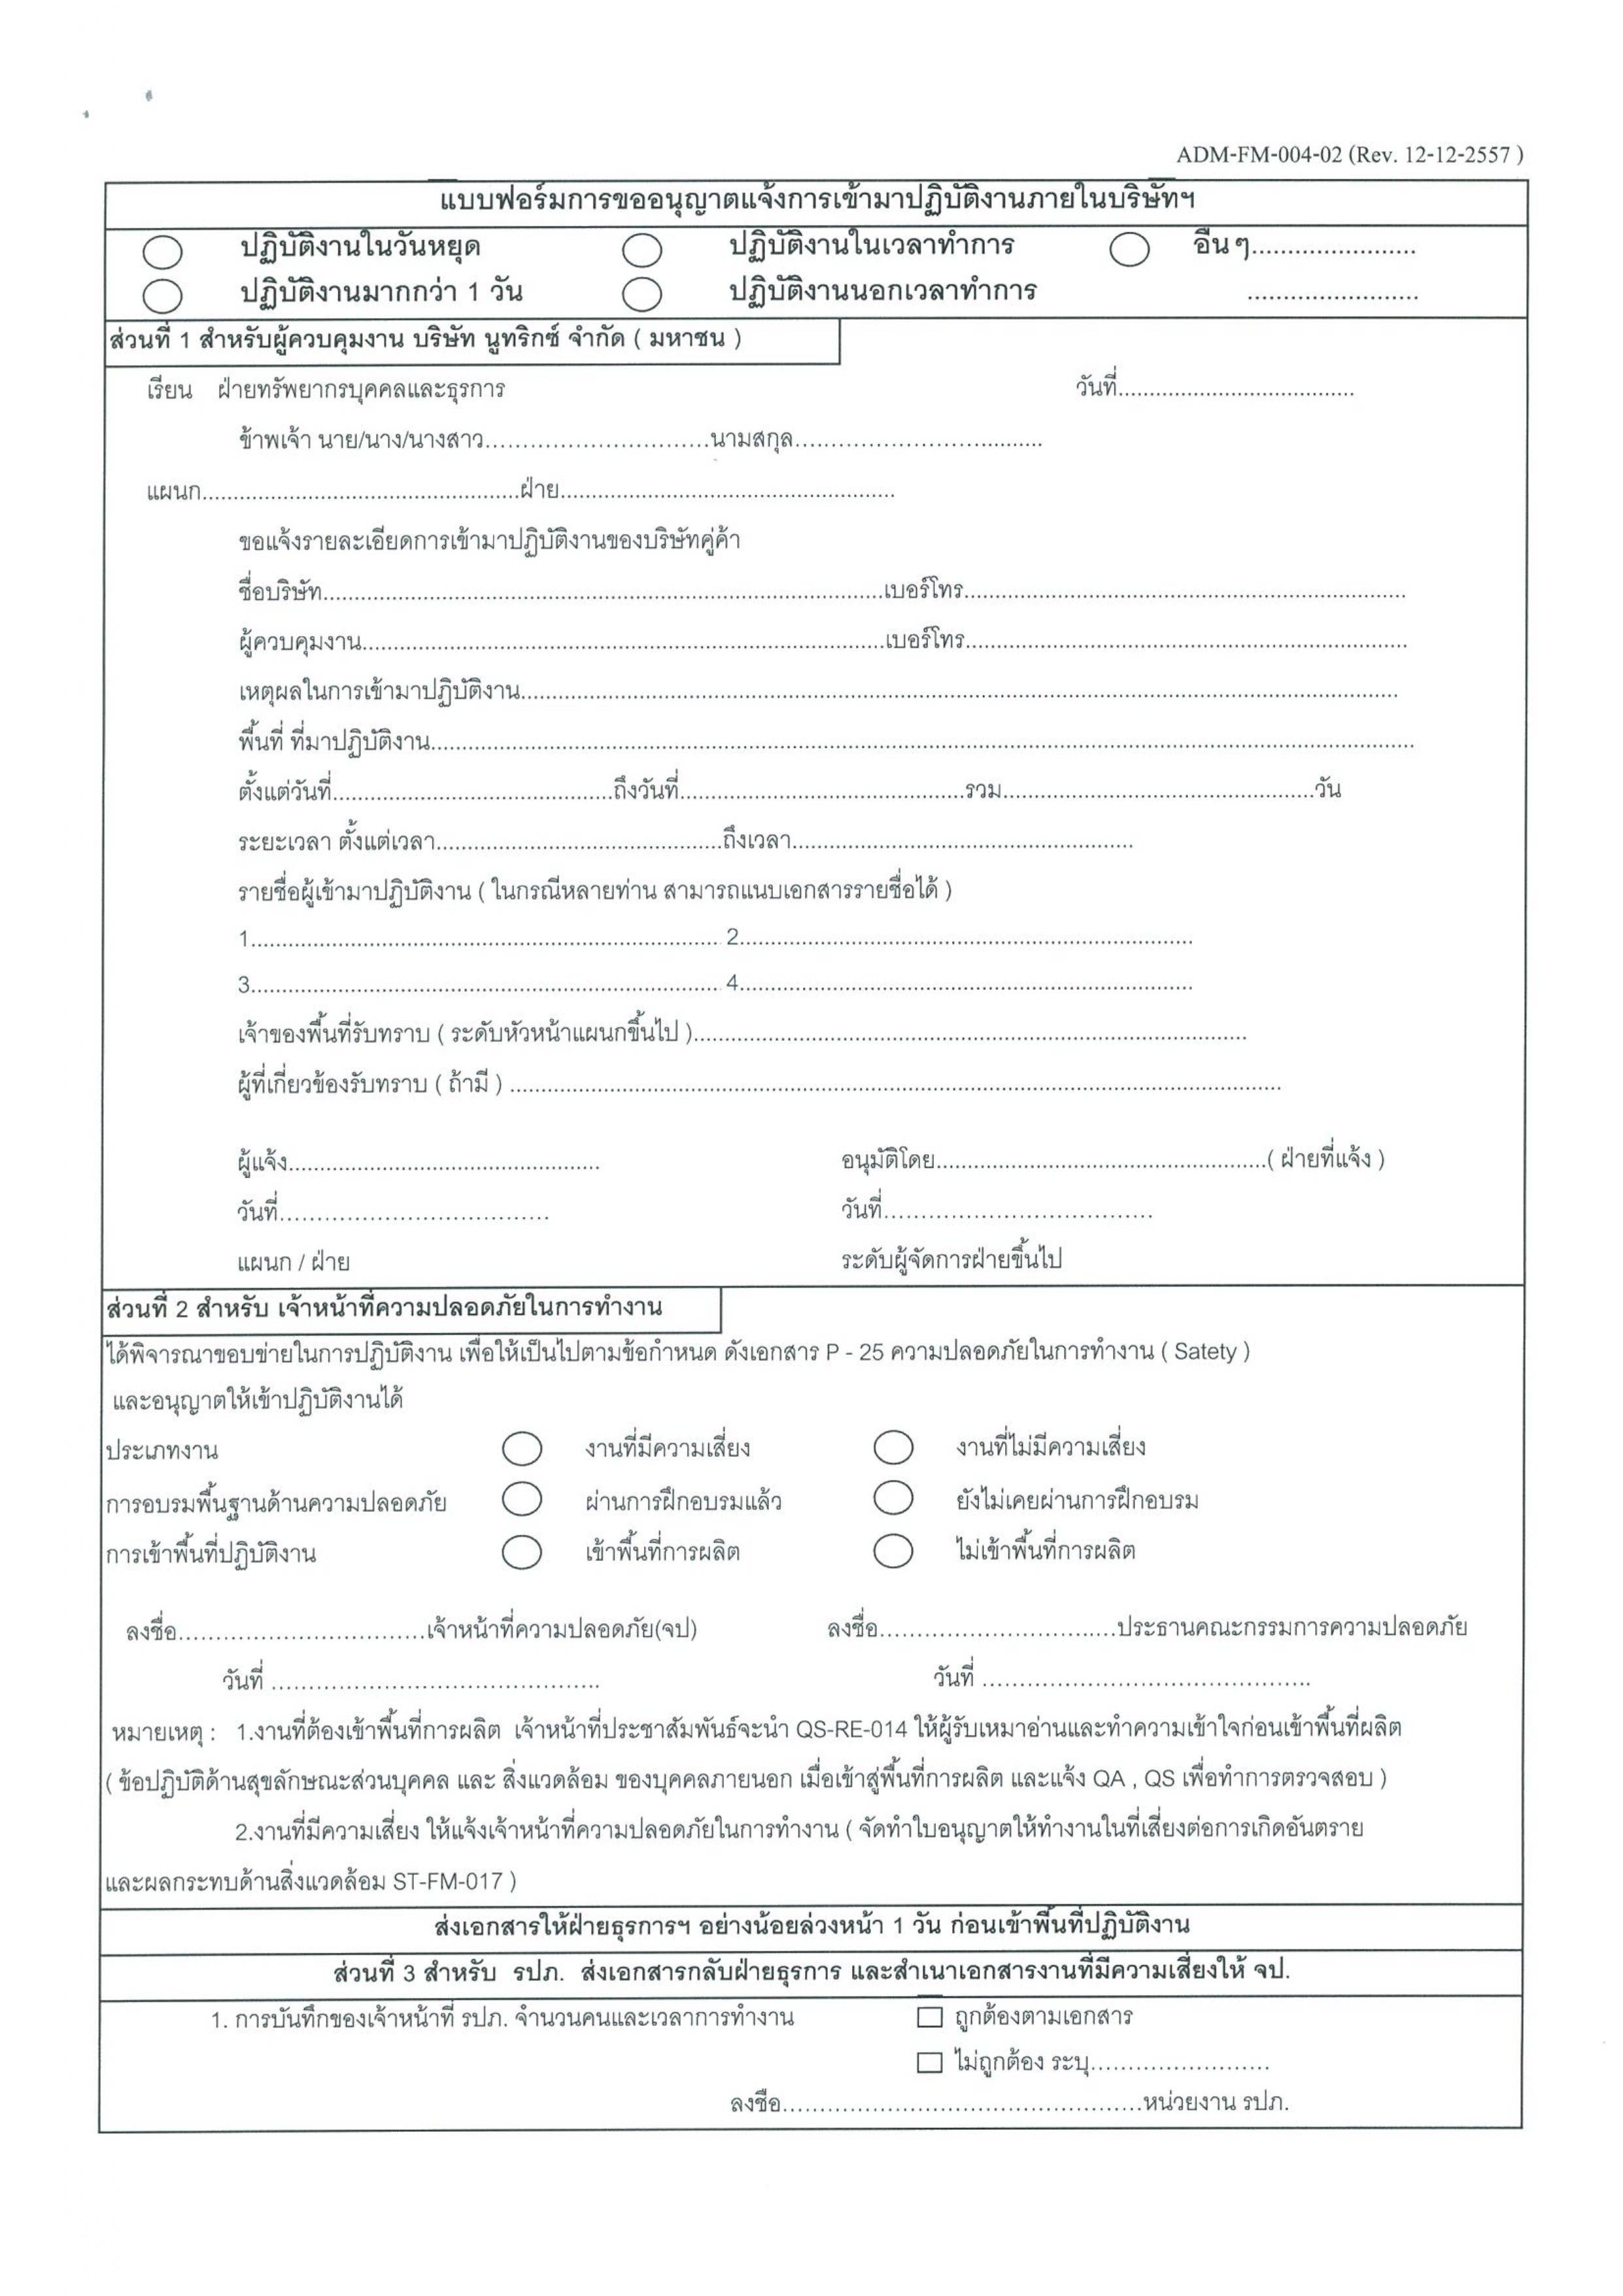 ADM-FM-004-02 (Rev. 12-12-2557 )
แบบฟอร์มการขออนุญาตแจ้งการเข้ามาปฏิบัติงานภายในบริษัทฯ
ปฏิบัติงานในวันหยุด ปฏิบัติงานในเวลาทำการ อื่น ๆ........................
ปฏิบัติงานมากกว่า 1 วัน ปฏิบัติงานนอกเวลาทำการ ........................
ส่วนที่ 1 สำหรับผู้ควบคุมงาน บริษัท นูทริกซ์ จำกัด ( มหาชน )
เรียน ฝ่ายทรัพยากรบุคคลและธุรการ วันที่......................................
ข้าพเจ้า นาย/นาง/นางสาว....................................นามสกุล........................................
แผนก..................................................ฝ่าย......................................................
ขอแจ้งรายละเอียดการเข้ามาปฏิบัติงานของบริษัทคู่ค้า
ชื่อบริษัท..........................................................................................เบอร์โทร.......................................................................
ผู้ควบคุมงาน....................................................................................เบอร์โทร.......................................................................
เหตุผลในการเข้ามาปฏิบัติงาน.............................................................................................................................................
พื้นที่ ที่มาปฏิบัติงาน..............................................................................................................................................................
ตั้งแต่วันที่.............................................ถึงวันที่..............................................รวม..................................................วัน
ระยะเวลา ตั้งแต่เวลา..............................................ถึงเวลา.......................................................
รายชื่อผู้เข้ามาปฏิบัติงาน ( ในกรณีหลายท่าน สามารถแนบเอกสารรายชื่อได้ )
1........................................................................... 2.........................................................................
3........................................................................... 4.........................................................................
เจ้าของพื้นที่รับทราบ ( ระดับหัวหน้าแผนกขึ้นไป ).........................................................................................
ผู้ที่เกี่ยวข้องรับทราบ ( ถ้ามี ) ............................................................................................................................
ผู้แจ้ง.................................................. อนุมัติโดย.....................................................( ฝ่ายที่แจ้ง )
วันที่..................................... วันที่.....................................
แผนก / ฝ่าย ระดับผู้จัดการฝ่ายขึ้นไป
ส่วนที่ 2 สำหรับ เจ้าหน้าที่ความปลอดภัยในการทำงาน
ได้พิจารณาขอบข่ายในการปฏิบัติงาน เพื่อให้เป็นไปตามข้อกำหนด ดังเอกสาร P - 25 ความปลอดภัยในการทำงาน ( Satety )
และอนุญาตให้เข้าปฏิบัติงานได้
ประเภทงาน งานที่มีความเสี่ยง งานที่ไม่มีความเสี่ยง
การอบรมพื้นฐานด้านความปลอดภัย ผ่านการฝึกอบรมแล้ว ยังไม่เคยผ่านการฝึกอบรม
การเข้าพื้นที่ปฏิบัติงาน เข้าพื้นที่การผลิต ไม่เข้าพื้นที่การผลิต
ลงชื่อ..................................เจ้าหน้าที่ความปลอดภัย(จป) ลงชื่อ.................................ประธานคณะกรรมการความปลอดภัย
วันที่ ............................................. วันที่ .............................................
หมายเหตุ : 1.งานที่ต้องเข้าพื้นที่การผลิต เจ้าหน้าที่ประชาสัมพันธ์จะนำ QS-RE-014 ให้ผู้รับเหมาอ่านและทำความเข้าใจก่อนเข้าพื้นที่ผลิต
( ข้อปฏิบัติด้านสุขลักษณะส่วนบุคคล และ สิ่งแวดล้อม ของบุคคลภายนอก เมื่อเข้าสู่พื้นที่การผลิต และแจ้ง QA , QS เพื่อทำการตรวจสอบ )
2.งานที่มีความเสี่ยง ให้แจ้งเจ้าหน้าที่ความปลอดภัยในการทำงาน ( จัดทำใบอนุญาตให้ทำงานในที่เสี่ยงต่อการเกิดอันตราย
และผลกระทบด้านสิ่งแวดล้อม ST-FM-017 )
ส่งเอกสารให้ฝ่ายธุรการฯ อย่างน้อยล่วงหน้า 1 วัน ก่อนเข้าพื้นที่ปฏิบัติงาน
ส่วนที่ 3 สำหรับ รปภ. ส่งเอกสารกลับฝ่ายธุรการ และสำเนาเอกสารงานที่มีความเสี่ยงให้ จป.
1. การบันทึกของเจ้าหน้าที่ รปภ. จำนวนคนและเวลาการทำงาน ถูกต้องตามเอกสาร
ไม่ถูกต้อง ระบุ.........................
ลงชื่อ..................................................หน่วยงาน รปภ.